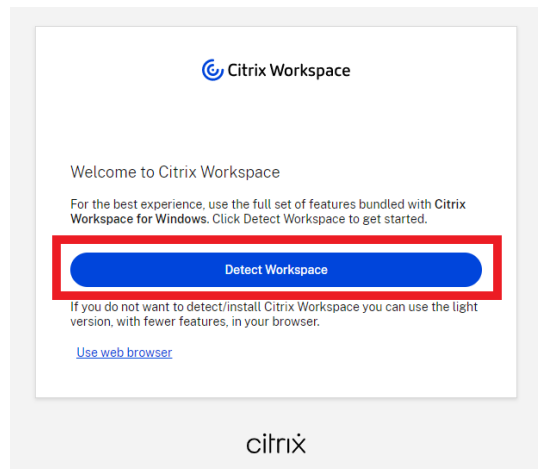 Citrix Workspace
Welcome to Citrix Workspace
For the best experience, use the full set of features bundled with Citrix
Workspace for Windows. Click Detect Workspace to get started.
Detect Workspace
If you do not want to detect/install Citrix Workspace you can use the light
version, with fewer features, in your browser.
Use web browser
citrix